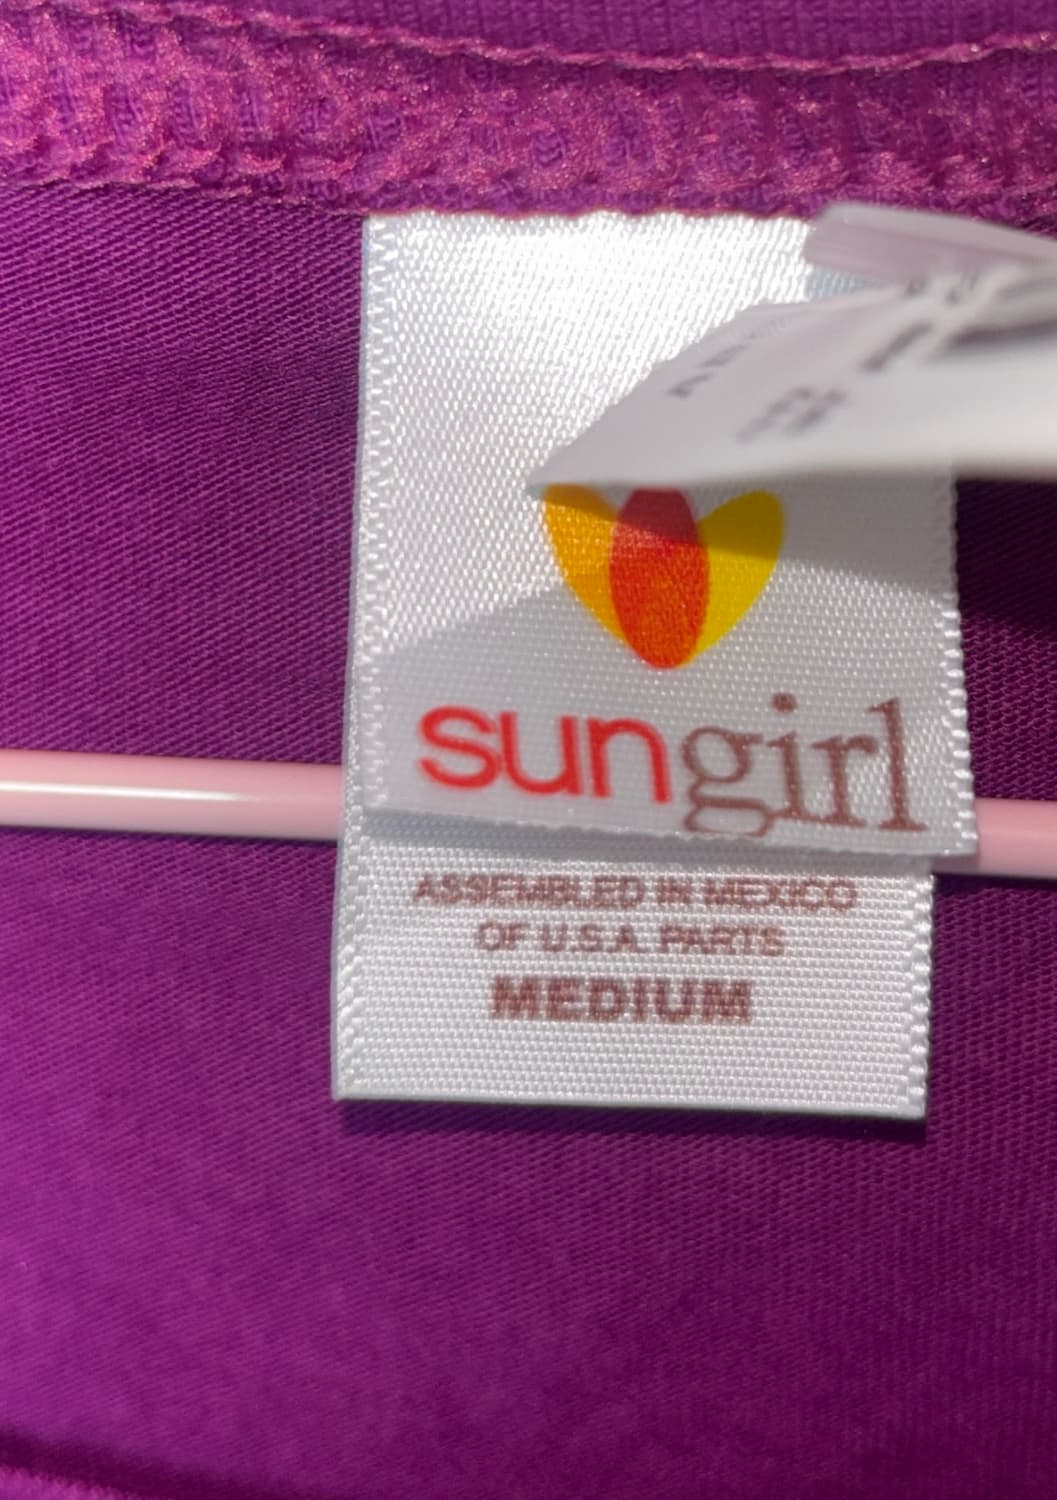 sungirl
ASSEMBLED IN MEXICO
OF U.S.A. PARTS
MEDIUM